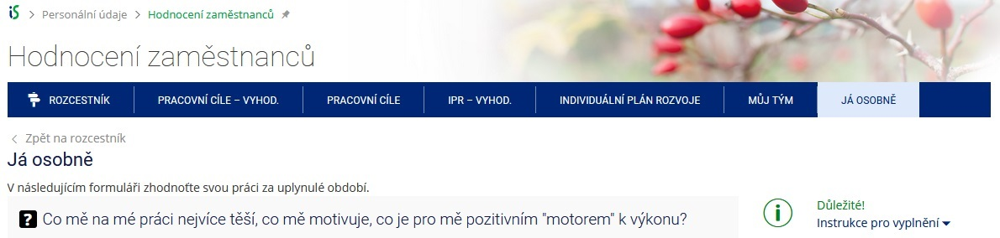 iS > Personální údaje > Hodnocení zaměstnanců
Hodnocení zaměstnanců
ROZCESTNÍK PRACOVNÍ CÍLE – VYHOD. PRACOVNÍ CÍLE IPR – VYHOD. INDIVIDUÁLNÍ PLÁN ROZVOJE MŮJ TÝM JÁ OSOBNĚ
< Zpět na rozcestník
Já osobně
V následujícím formuláři zhodnoťte svou práci za uplynulé období.
? Co mě na mé práci nejvíce těší, co mě motivuje, co je pro mě pozitivním "motorem" k výkonu?
Důležité!
Instrukce pro vyplnění